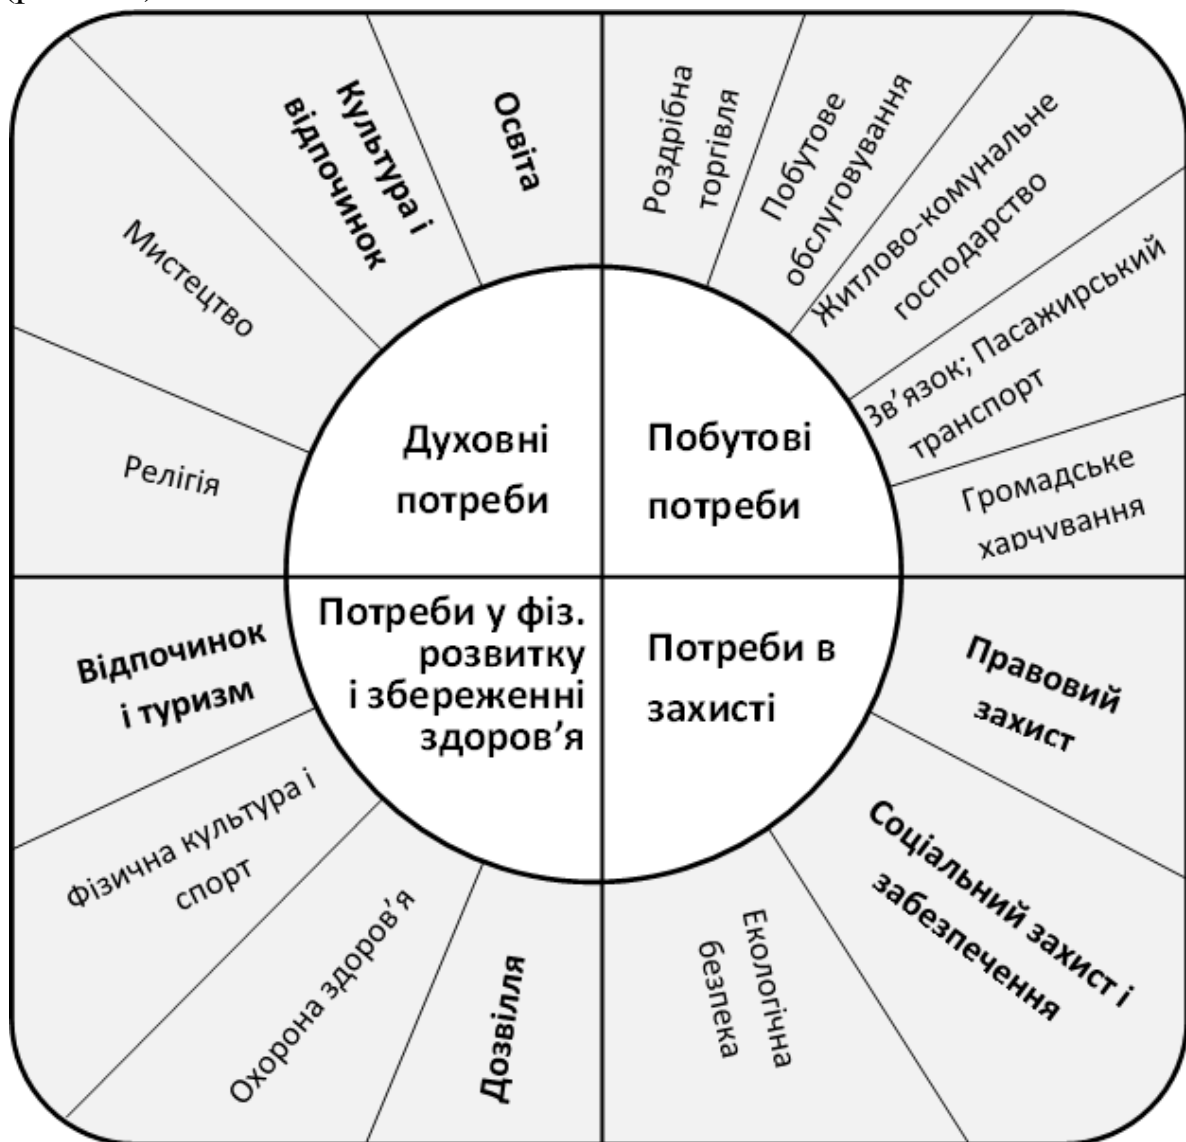 Освіта
Культура і
відпочинок
Мистецтво
Релігія
Роздрібна
торгівля
Побутове
обслуговування
Житлово-комунальне
господарство
Зв’язок; Пасажирський
транспорт
Громадське
харчування
Духовні
потреби
Побутові
потреби
Потреби у фіз.
розвитку
і збереженні
здоров’я
Потреби в
захисті
Відпочинок
і туризм
Фізична культура і
спорт
Охорона здоров’я
Дозвілля
Правовий
захист
Соціальний захист і
забезпечення
Екологічна
безпека